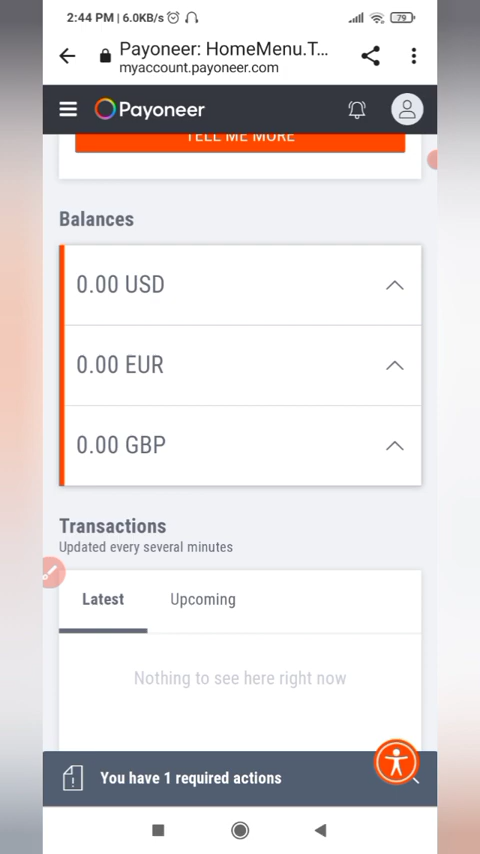 2:44 PM | 6.0KB/s
79
Payoneer: HomeMenu.T...
myaccount.payoneer.com
Payoneer
TELL ME MORE
Balances
0.00 USD
0.00 EUR
0.00 GBP
Transactions
Updated every several minutes
Latest
Upcoming
Nothing to see here right now
You have 1 required actions